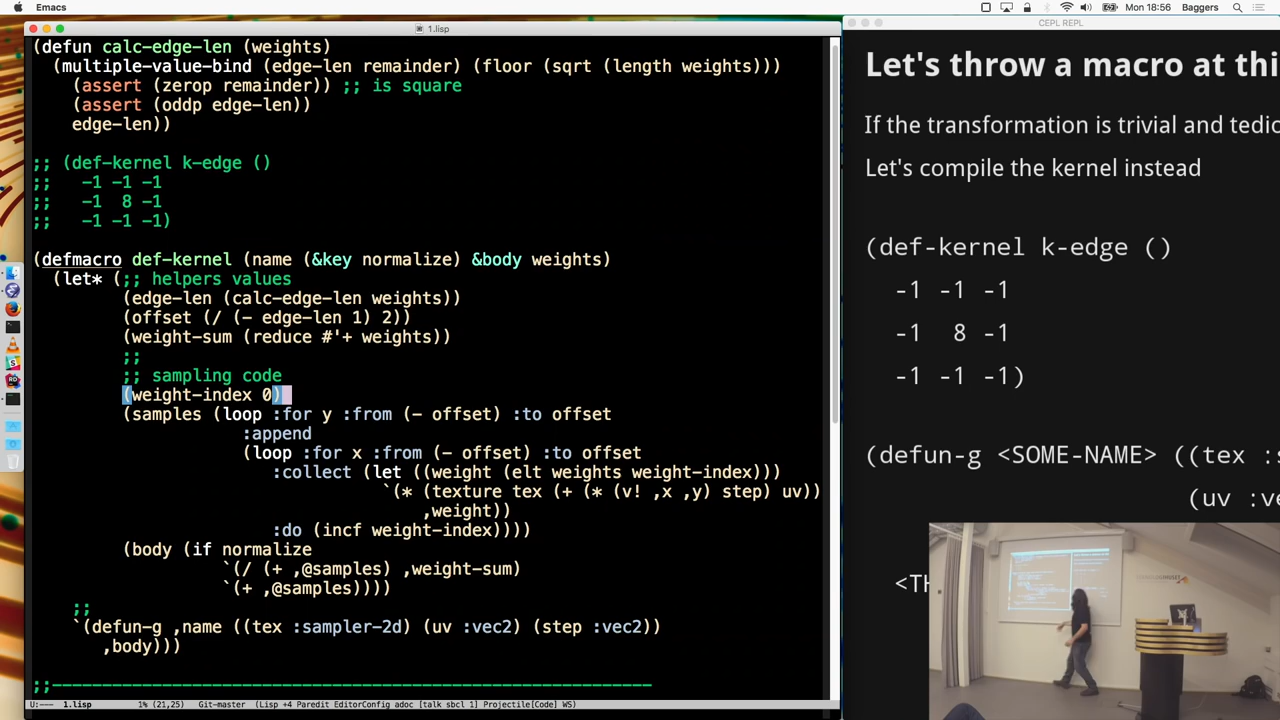 Emacs
Mon 18:56 Baggers
1.lisp
(defun calc-edge-len (weights)
(multiple-value-bind (edge-len remainder) (floor (sqrt (length weights)))
(assert (zerop remainder)) ;; is square
(assert (oddp edge-len))
edge-len))
;; (def-kernel k-edge ()
;; -1 -1 -1
;; -1 8 -1
;; -1 -1 -1)
(defmacro def-kernel (name (&key normalize) &body weights)
(let* (;; helpers values
(edge-len (calc-edge-len weights))
(offset (/ (- edge-len 1) 2))
(weight-sum (reduce #'+ weights))
;;
;; sampling code
(weight-index 0)
(samples (loop :for y :from (- offset) :to offset
:append
(loop :for x :from (- offset) :to offset
:collect (let ((weight (elt weights weight-index)))
`(* (texture tex (+ (* (v! ,x ,y) step) uv))
,weight))
:do (incf weight-index))))
(body (if normalize
`(/ (+ ,@samples) ,weight-sum)
`(+ ,@samples))))
;;
`(defun-g ,name ((tex :sampler-2d) (uv :vec2) (step :vec2))
,body)))
;;------------------------------------------------------------
U:--- 1.lisp 1% (21,25) Git-master (Lisp +4 Paredit EditorConfig adoc [talk sbcl 1] Projectile[Code] WS)
CEPL REPL
Let's throw a macro at thi
If the transformation is trivial and tedio
Let's compile the kernel instead
(def-kernel k-edge ()
-1 -1 -1
-1 8 -1
-1 -1 -1)
(defun-g <SOME-NAME> ((tex :s
(uv :ve
<TH